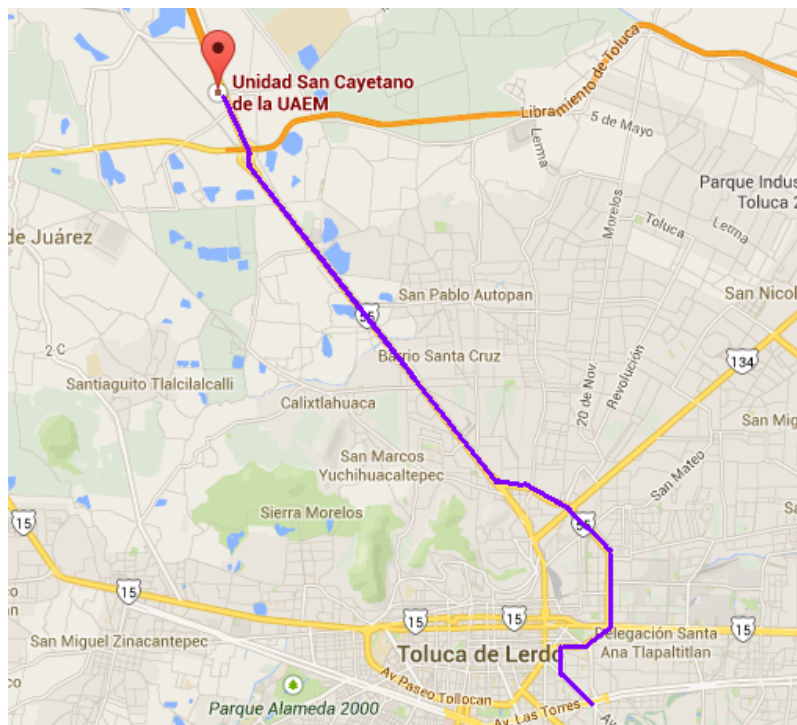 Unidad San Cayetano
de la UAEM
Libramiento de Toluca
5 de Mayo
Lerma
Parque Indus
Toluca 2
Morelos
Toluca
Lerma
de Juárez
San Pablo Autopan
San Nicol
55
2 C
Barrio Santa Cruz
134
Santiaguito Tlalcilalcalli
Calixtlahuaca
20 de Nov.
Revolución
San Mig
San Marcos
Yuchihuacaltepec
San Mateo
Sierra Morelos
15
55
15
15
15
15
San Miguel Zinacantepec
Toluca de Lerdo
Delegación Santa
Ana Tlapaltitlan
Av. Paseo Tollocan
Parque Alameda 2000
Av. Las Torres